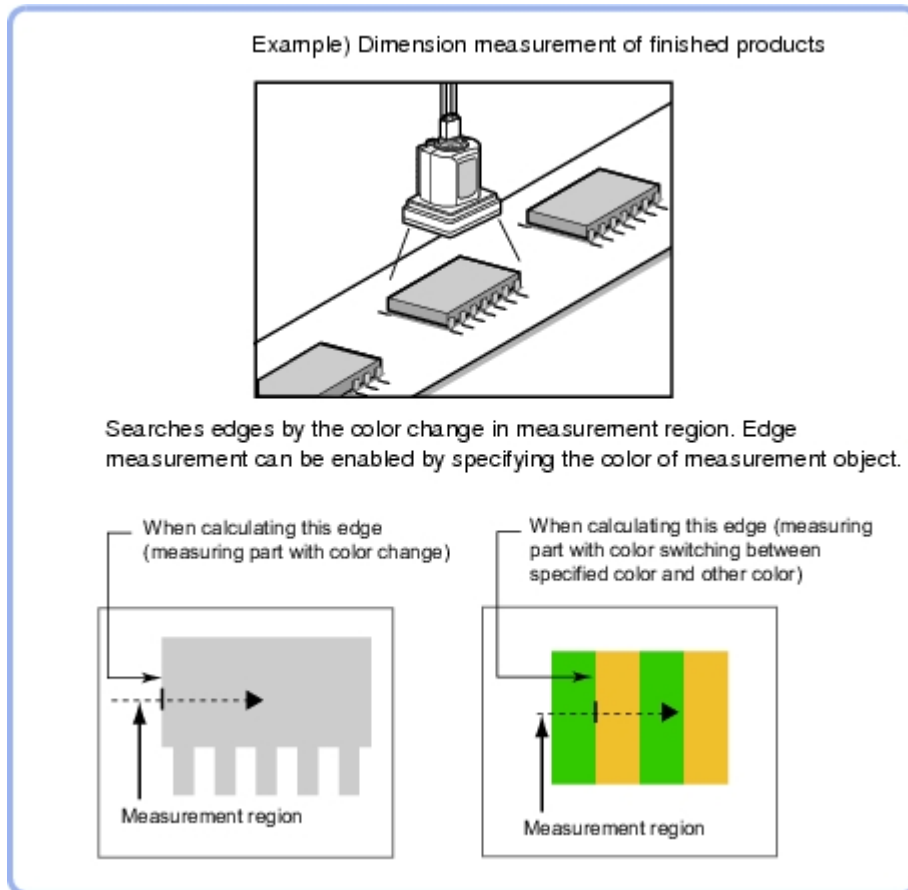 Example) Dimension measurement of finished products
Searches edges by the color change in measurement region. Edge
measurement can be enabled by specifying the color of measurement object.
When calculating this edge
(measuring part with color change)
Measurement region
When calculating this edge (measuring
part with color switching between
specified color and other color)
Measurement region